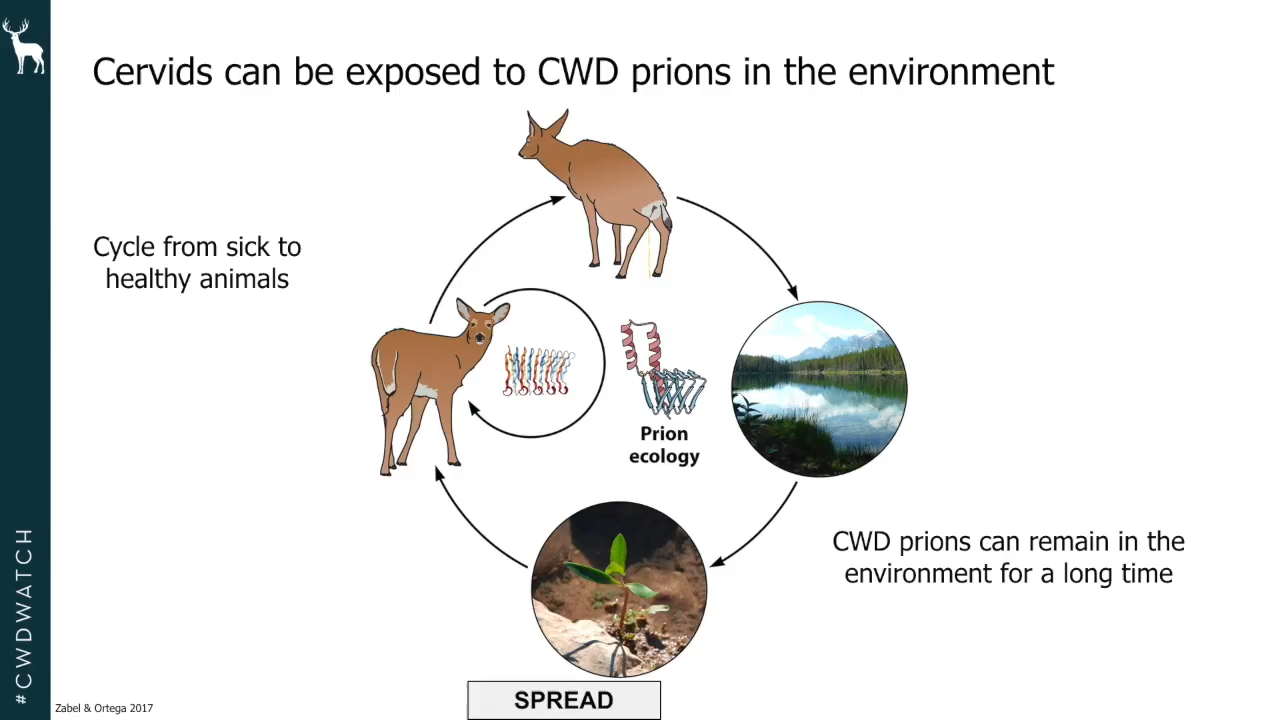 Cervids can be exposed to CWD prions in the environment
Cycle from sick to
healthy animals
Prion
ecology
CWD prions can remain in the
environment for a long time
SPREAD
#CWDWATCH
Zabel & Ortega 2017